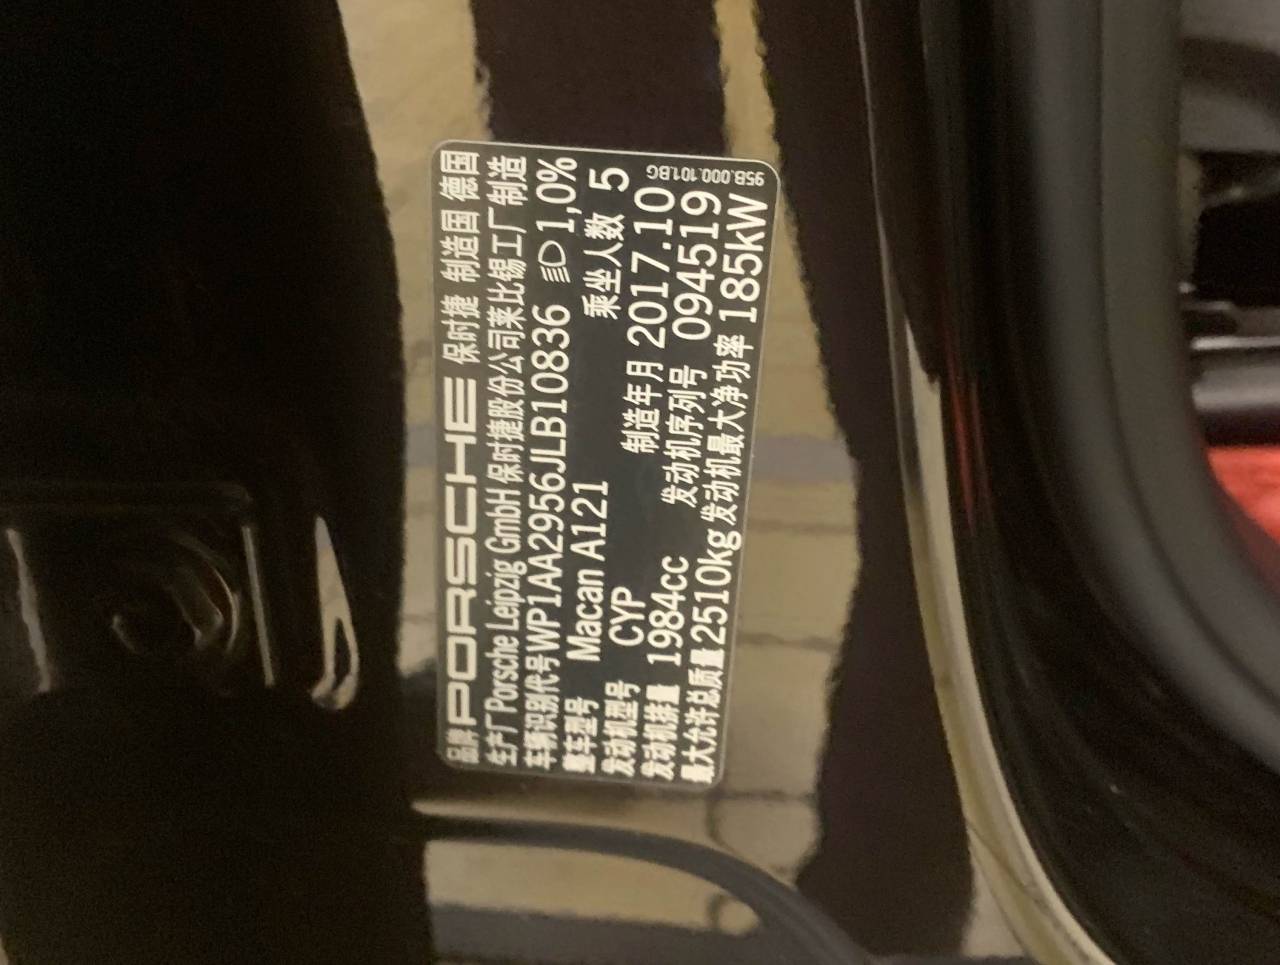 品牌 PORSCHE 保时捷 制造国 德国
生产厂 Porsche Leipzig GmbH 保时捷股份公司莱比锡工厂制造
车辆识别代号 WP1AA2956JLB10836 1,0%
整车型号 Macan A121 乘坐人数 5
发动机型号 CYP 制造年月 2017.10
发动机排量 1984cc 发动机序列号 094519
最大允许总质量 2510kg 发动机最大净功率 185kW
95B.000.101.BG